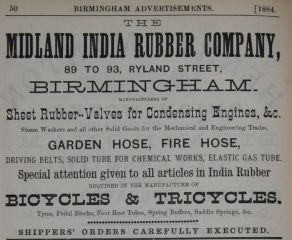 50 BIRMINGHAM ADVERTISEMENTS. [1884.
THE
MIDLAND INDIA RUBBER COMPANY,
89 TO 93, RYLAND STREET,
BIRMINGHAM.
MANUFACTURERS OF
Sheet Rubber-Valves for Condensing Engines, &c.
Steam Washers and all other Solid Goods for the Mechanical and Engineering Trades.
GARDEN HOSE, FIRE HOSE,
DRIVING BELTS, SOLID TUBE FOR CHEMICAL WORKS, ELASTIC GAS TUBE.
Special attention given to all articles in India Rubber
REQUIRED IN THE MANUFACTURE OF
BICYCLES & TRICYCLES.
Tyres, Pedal Blocks, Foot Rest Tubes, Spring Buffers, Saddle Springs, &c.
SHIPPERS' ORDERS CAREFULLY EXECUTED.